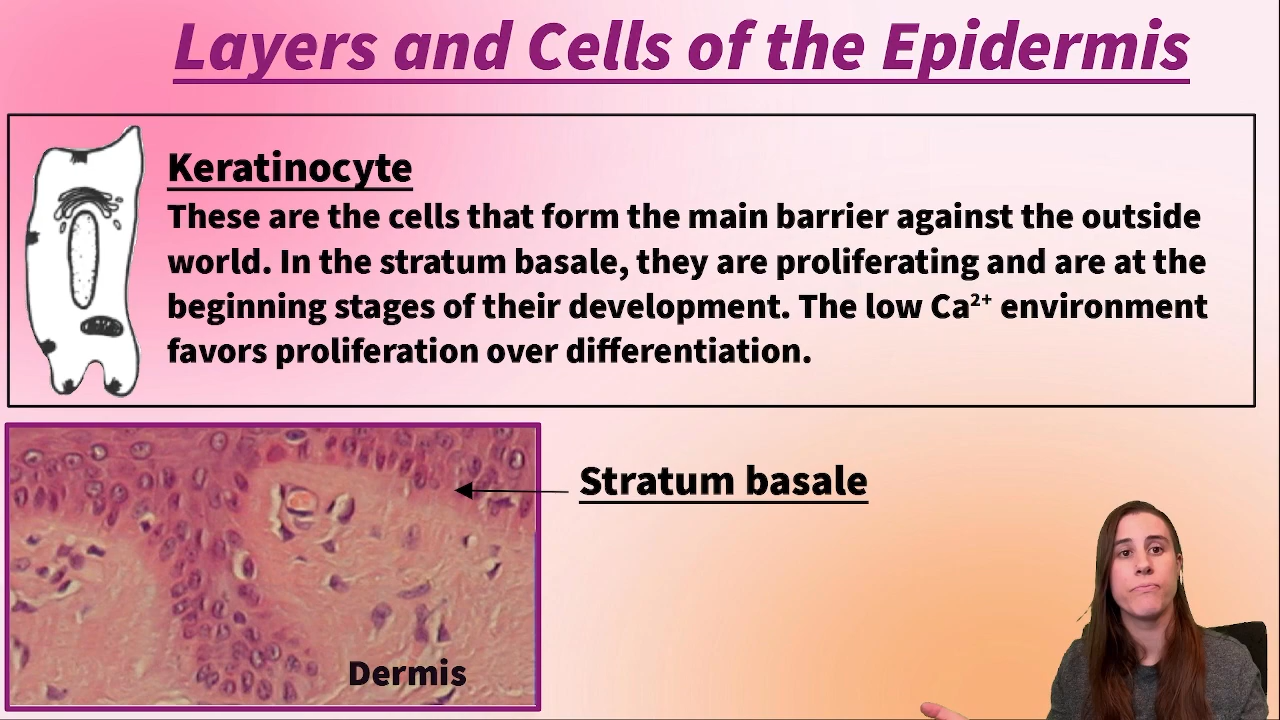 Layers and Cells of the Epidermis
Keratinocyte
These are the cells that form the main barrier against the outside
world. In the stratum basale, they are proliferating and are at the
beginning stages of their development. The low Ca²⁺ environment
favors proliferation over differentiation.
Stratum basale
Dermis